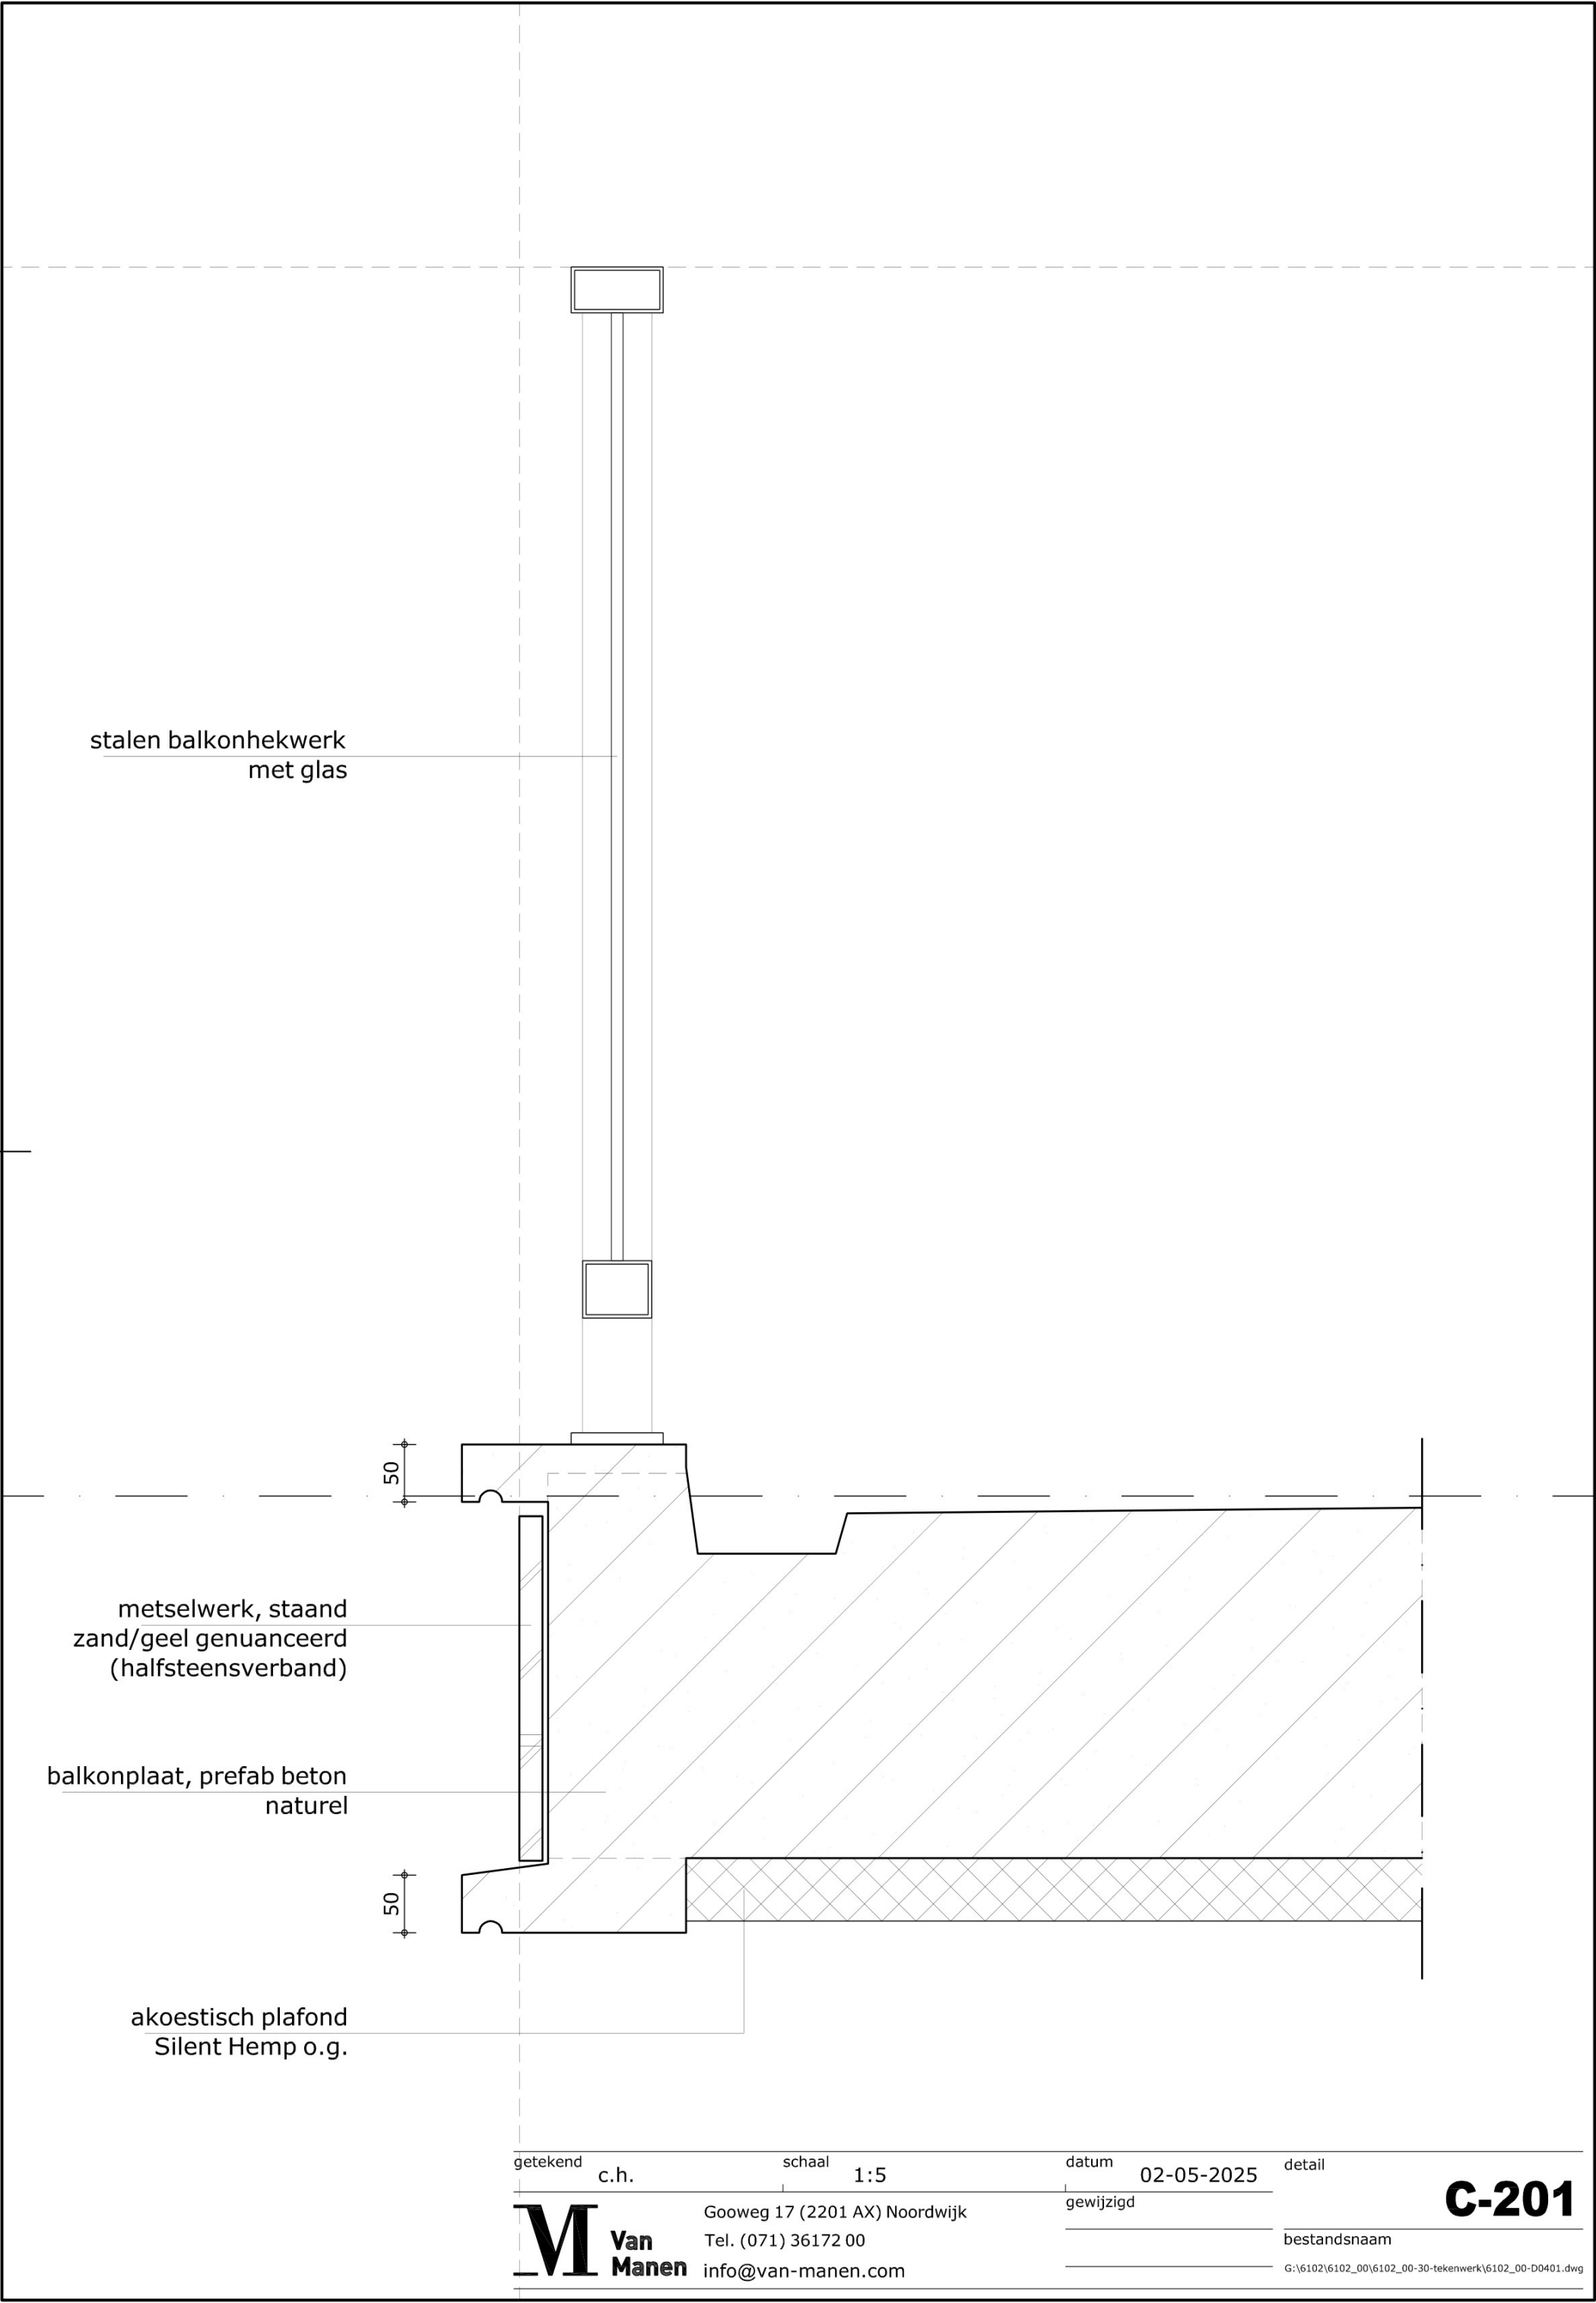 stalen balkonhekwerk
met glas
50
metselwerk, staand
zand/geel genuanceerd
(halfsteensverband)
balkonplaat, prefab beton
naturel
50
akoestisch plafond
Silent Hemp o.g.
getekend c.h. schaal 1:5 datum 02-05-2025 detail
C-201
gewijzigd
M Van Manen
Gooweg 17 (2201 AX) Noordwijk
Tel. (071) 36172 00
info@van-manen.com
bestandsnaam
G:\6102\6102_00\6102_00-30-tekenwerk\6102_00-D0401.dwg